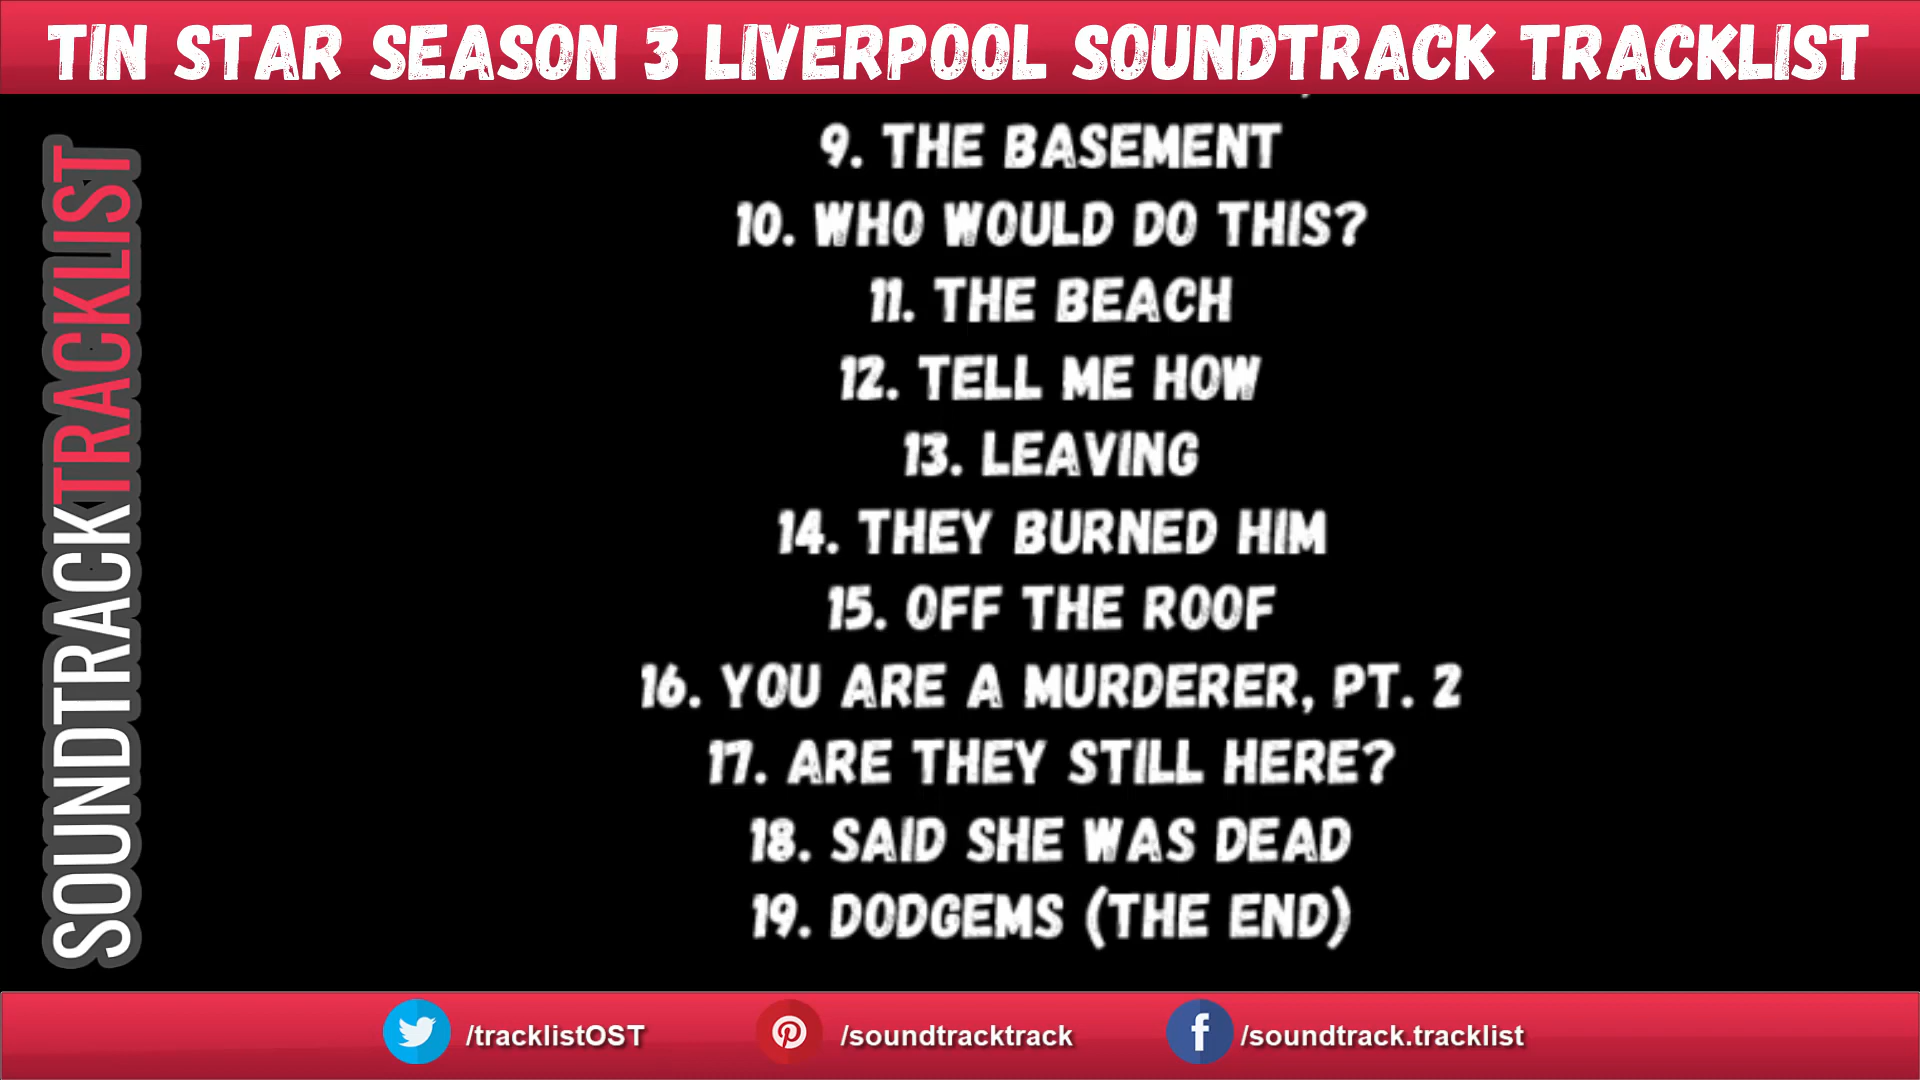 TIN STAR SEASON 3 LIVERPOOL SOUNDTRACK TRACKLIST
SOUNDTRACKTRACKLIST
9. THE BASEMENT
10. WHO WOULD DO THIS?
11. THE BEACH
12. TELL ME HOW
13. LEAVING
14. THEY BURNED HIM
15. OFF THE ROOF
16. YOU ARE A MURDERER, PT. 2
17. ARE THEY STILL HERE?
18. SAID SHE WAS DEAD
19. DODGEMS (THE END)
/tracklistOST
/soundtracktrack
/soundtrack.tracklist